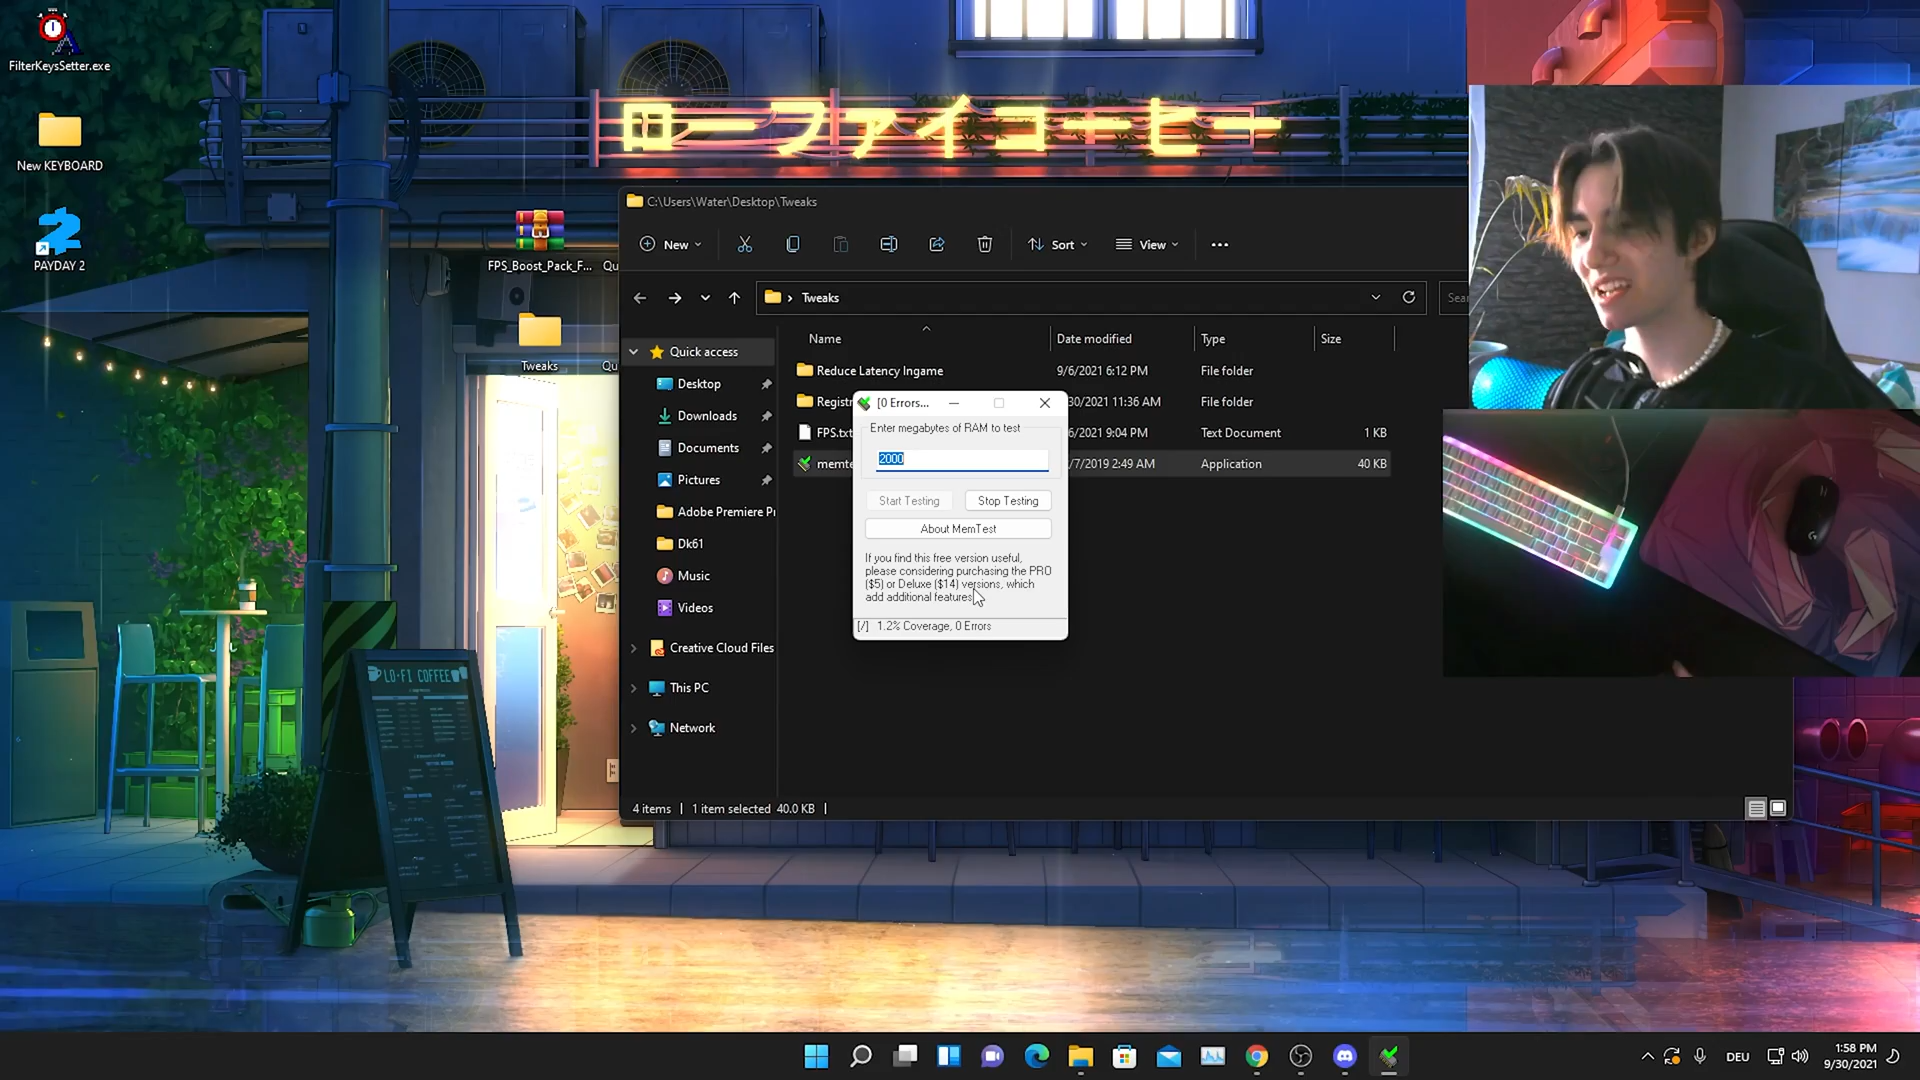 FilterKeysSetter.exe
New KEYBOARD
PAYDAY 2
FPS_Boost_Pack_F...
Qu
Tweaks
Qu
ローファイコーヒー
LO-FI COFFEE
C:\Users\Water\Desktop\Tweaks
New
Sort
View
Tweaks
Sear
Name
Date modified
Type
Size
Quick access
Desktop
Downloads
Documents
Pictures
Adobe Premiere Pr
Dk61
Music
Videos
Creative Cloud Files
This PC
Network
Reduce Latency Ingame
9/6/2021 6:12 PM
File folder
Registr
30/2021 11:36 AM
File folder
FPS.txt
6/2021 9:04 PM
Text Document
1 KB
memte
/7/2019 2:49 AM
Application
40 KB
[0 Errors...
Enter megabytes of RAM to test
2000
Start Testing
Stop Testing
About MemTest
If you find this free version useful,
please considering purchasing the PRO
($5) or Deluxe ($14) versions, which
add additional features.
[/] 1.2% Coverage, 0 Errors
4 items
1 item selected 40.0 KB
DEU
1:58 PM
9/30/2021